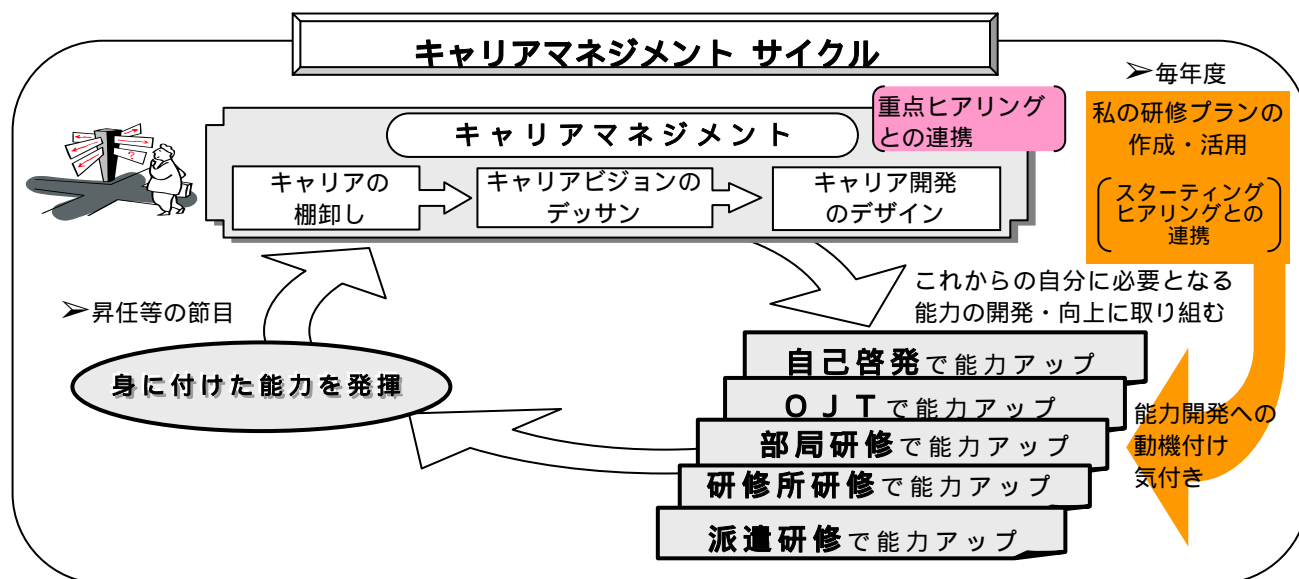 キャリアマネジメント サイクル
➢毎年度
重点ヒアリング
との連携
キャリアマネジメント
私の研修プランの
作成・活用
スターティング
ヒアリングとの
連携
?
キャリアの
棚卸し
キャリアビジョンの
デッサン
キャリア開発
のデザイン
これからの自分に必要となる
能力の開発・向上に取り組む
➢昇任等の節目
身に付けた能力を発揮
自己啓発で能力アップ
ＯＪＴで能力アップ
部局研修で能力アップ
研修所研修で能力アップ
派遣研修で能力アップ
能力開発への
動機付け
気付き